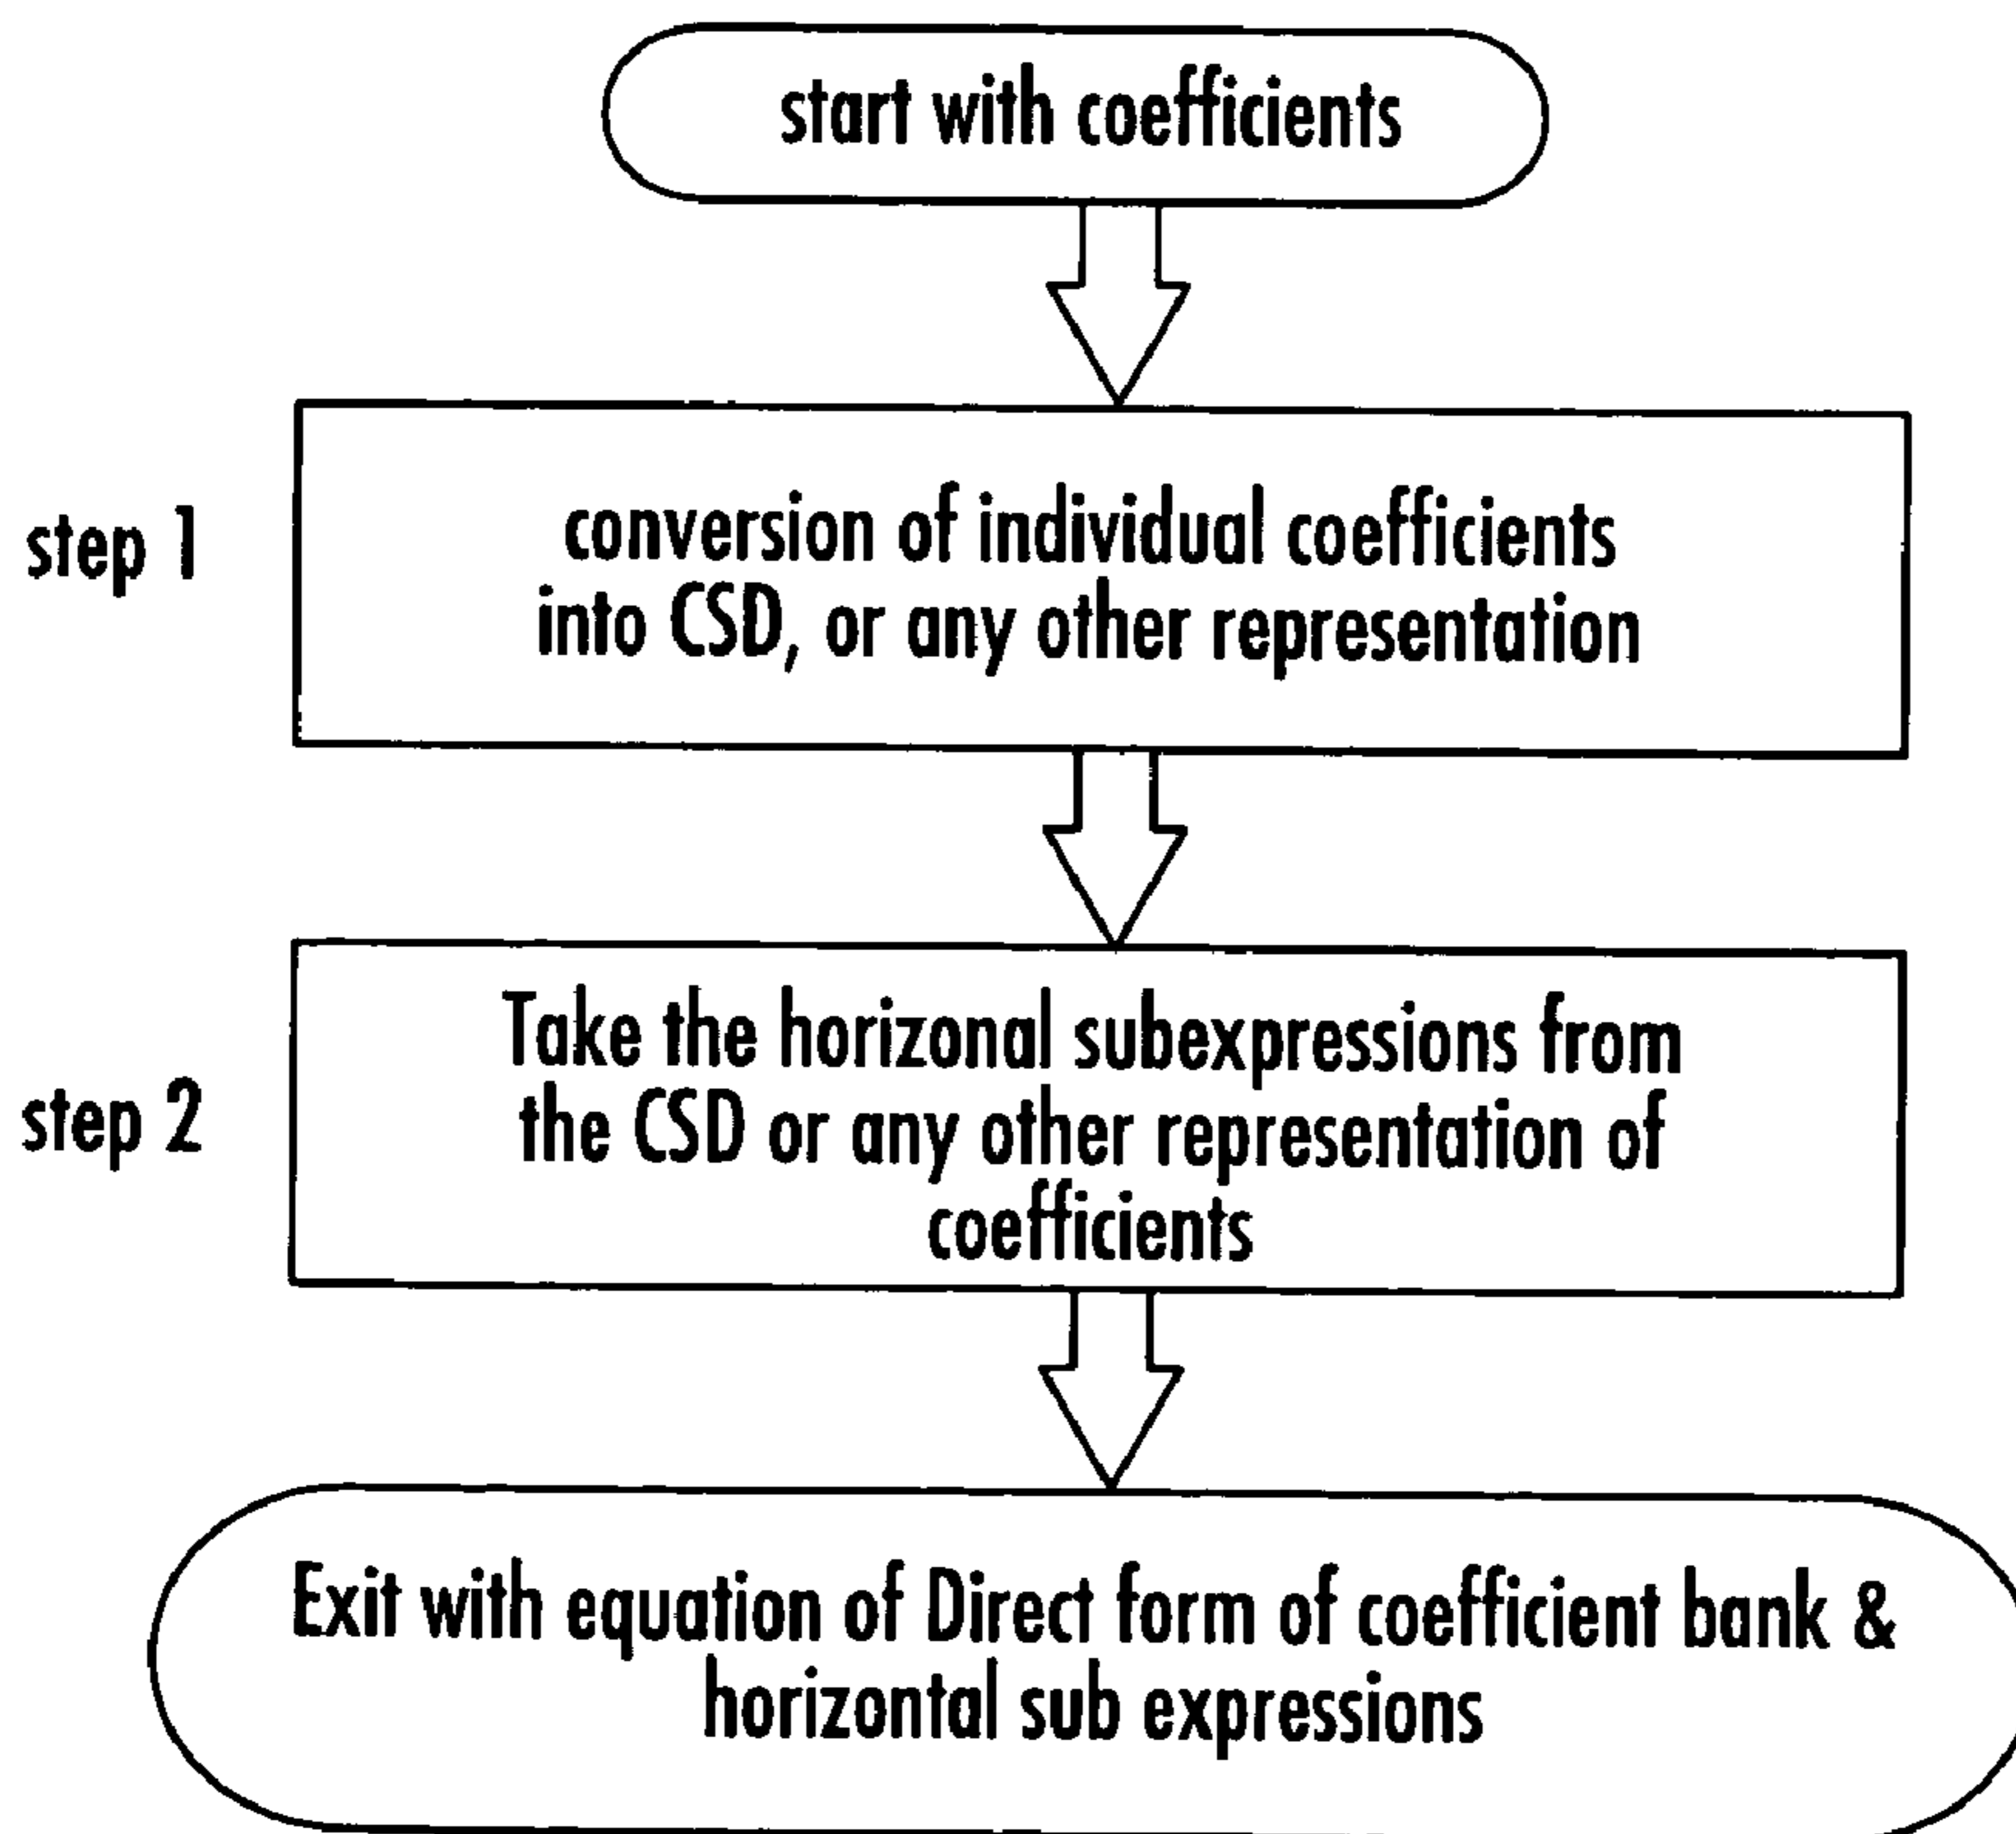 start with coefficients
step 1
conversion of individual coefficients
into CSD, or any other representation
step 2
Take the horizonal subexpressions from
the CSD or any other representation of
coefficients
Exit with equation of Direct form of coefficient bank &
horizontal sub expressions